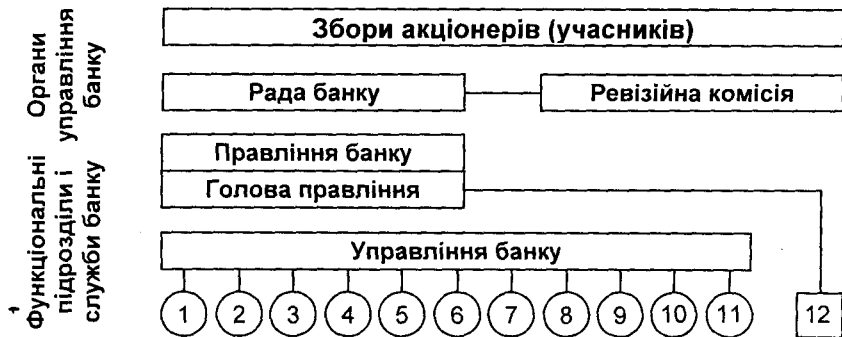 Органи
управління
банку
Збори акціонерів (учасників)
Рада банку
Ревізійна комісія
Правління банку
Голова правління
Функціональні
підрозділи і
служби банку
Управління банку
1 2 3 4 5 6 7 8 9 10 11 12